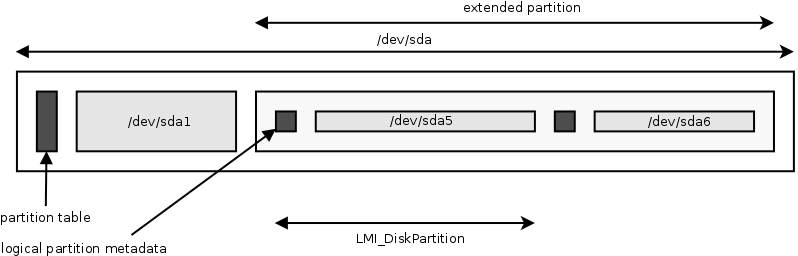 extended partition
/dev/sda
/dev/sda1
/dev/sda5
/dev/sda6
partition table
logical partition metadata
LMI_DiskPartition